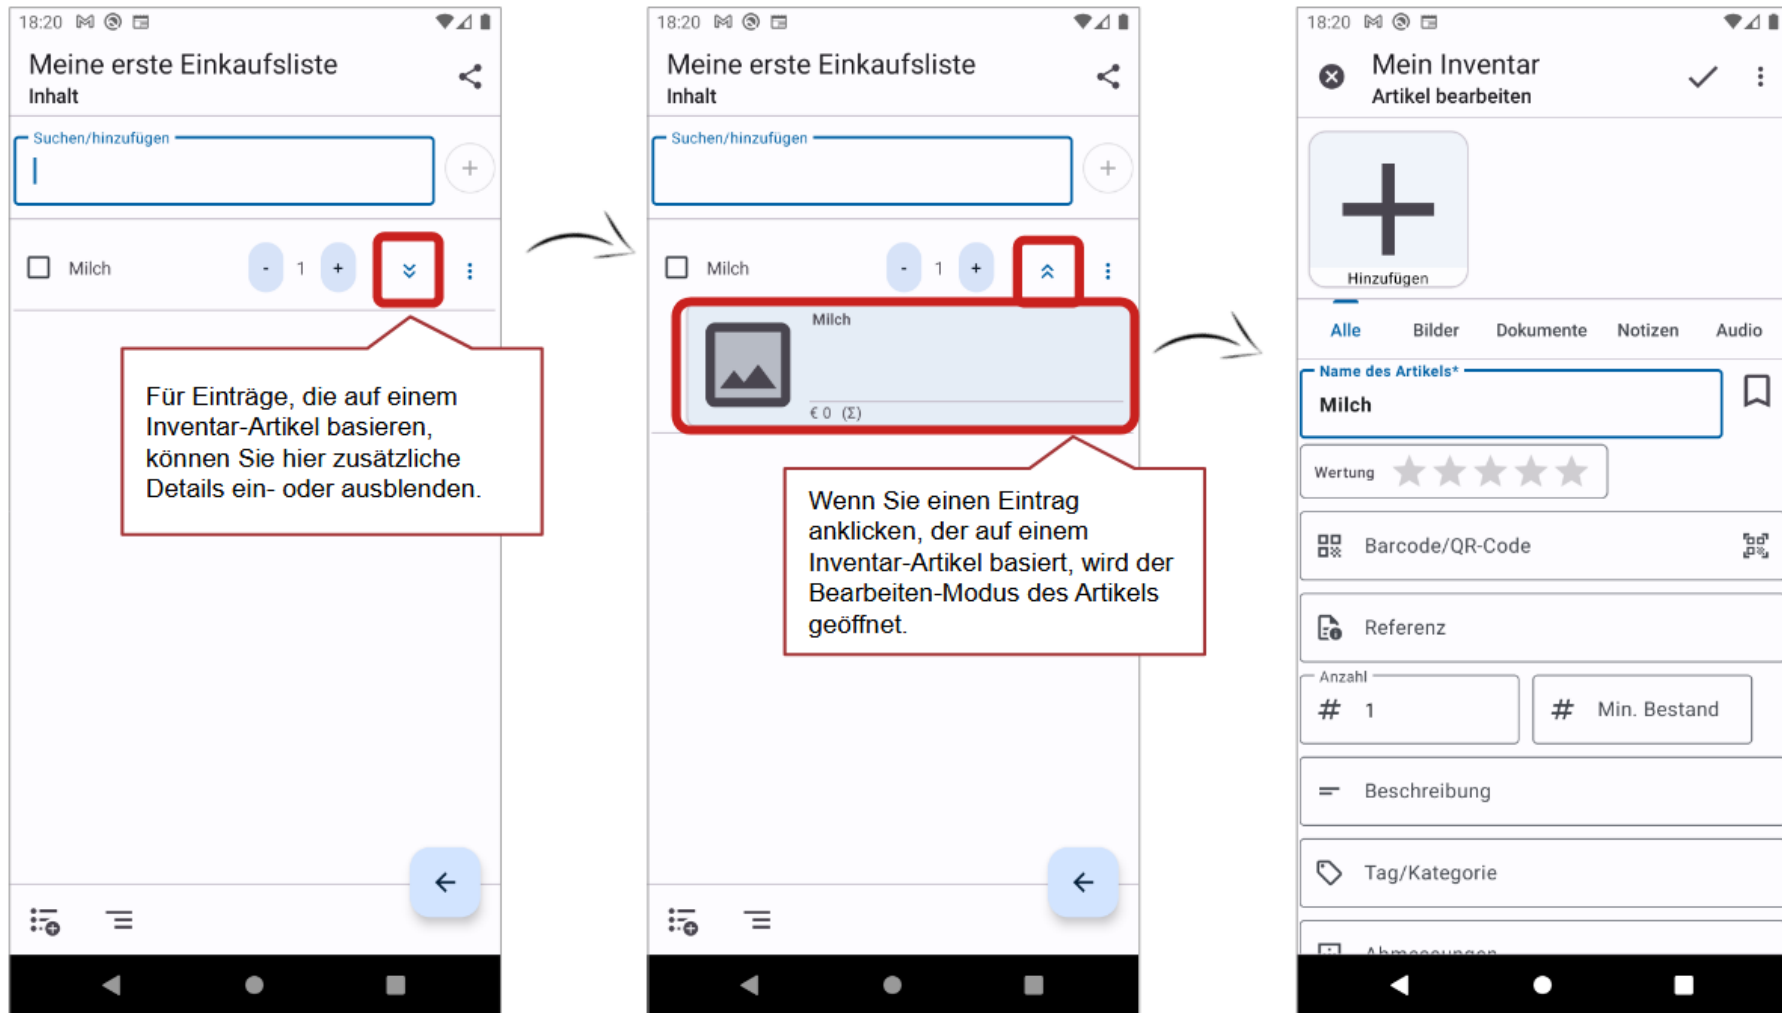 18:20
Meine erste Einkaufsliste
Inhalt
Suchen/hinzufügen
+
Milch - 1 +
Für Einträge, die auf einem
Inventar-Artikel basieren,
können Sie hier zusätzliche
Details ein- oder ausblenden.
18:20
Meine erste Einkaufsliste
Inhalt
Suchen/hinzufügen
+
Milch - 1 +
Milch
€ 0 (Σ)
Wenn Sie einen Eintrag
anklicken, der auf einem
Inventar-Artikel basiert, wird der
Bearbeiten-Modus des Artikels
geöffnet.
18:20
Mein Inventar
Artikel bearbeiten
Hinzufügen
Alle Bilder Dokumente Notizen Audio
Name des Artikels*
Milch
Wertung
Barcode/QR-Code
Referenz
Anzahl
# 1 # Min. Bestand
Beschreibung
Tag/Kategorie
Abmessungen